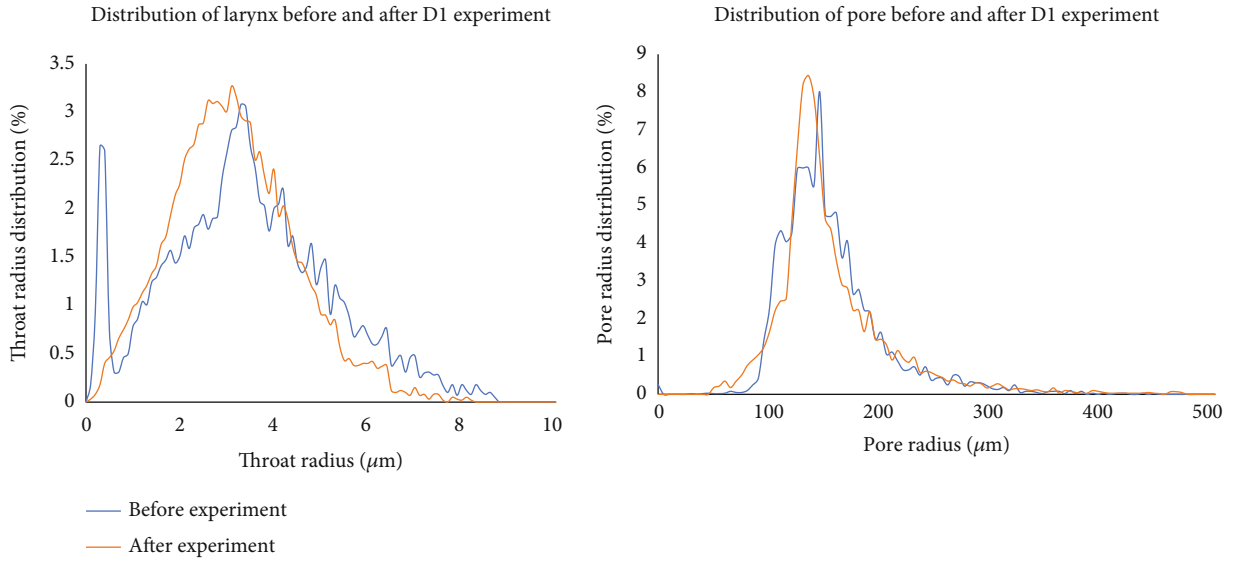 Distribution of larynx before and after D1 experiment
3.5
3
2.5
2
1.5
1
0.5
0
Throat radius distribution (%)
0 2 4 6 8 10
Throat radius (μm)
Before experiment
After experiment
Distribution of pore before and after D1 experiment
9
8
7
6
5
4
3
2
1
0
Pore radius distribution (%)
0 100 200 300 400 500
Pore radius (μm)